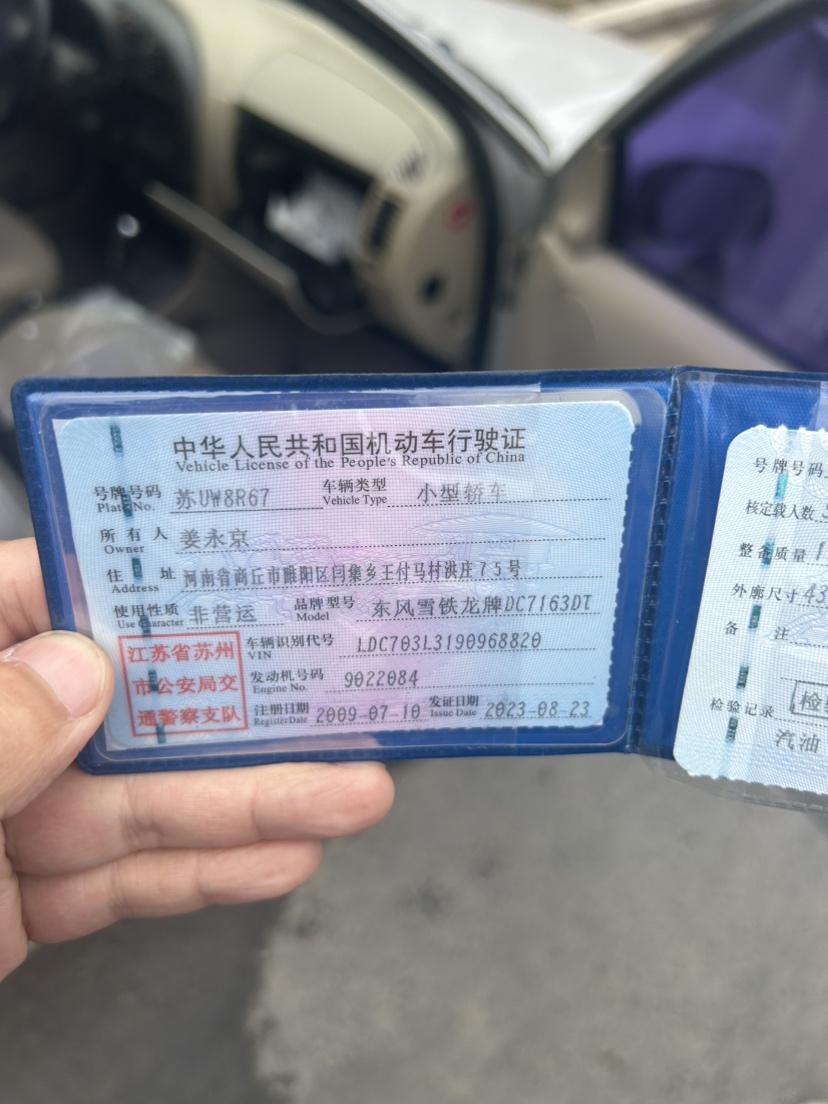 中华人民共和国机动车行驶证
Vehicle License of the People's Republic of China
号牌号码 苏UW8R67 车辆类型 小型轿车
Plate No. Vehicle Type
所有人 姜永京
Owner
住址 河南省商丘市睢阳区闫集乡王付马村洪庄75号
Address
使用性质 非营运 品牌型号 东风雪铁龙牌DC7163DT
Use Character Model
江苏省苏州
市公安局交
通警察支队
车辆识别代号 LDC703L3190968820
VIN
发动机号码 9022084
Engine No.
注册日期 2009-07-10 发证日期 2023-08-23
Register Date Issue Date
号牌号码
核定载人数
整备质量 1
外廓尺寸 43
备注
检验记录 检
汽油